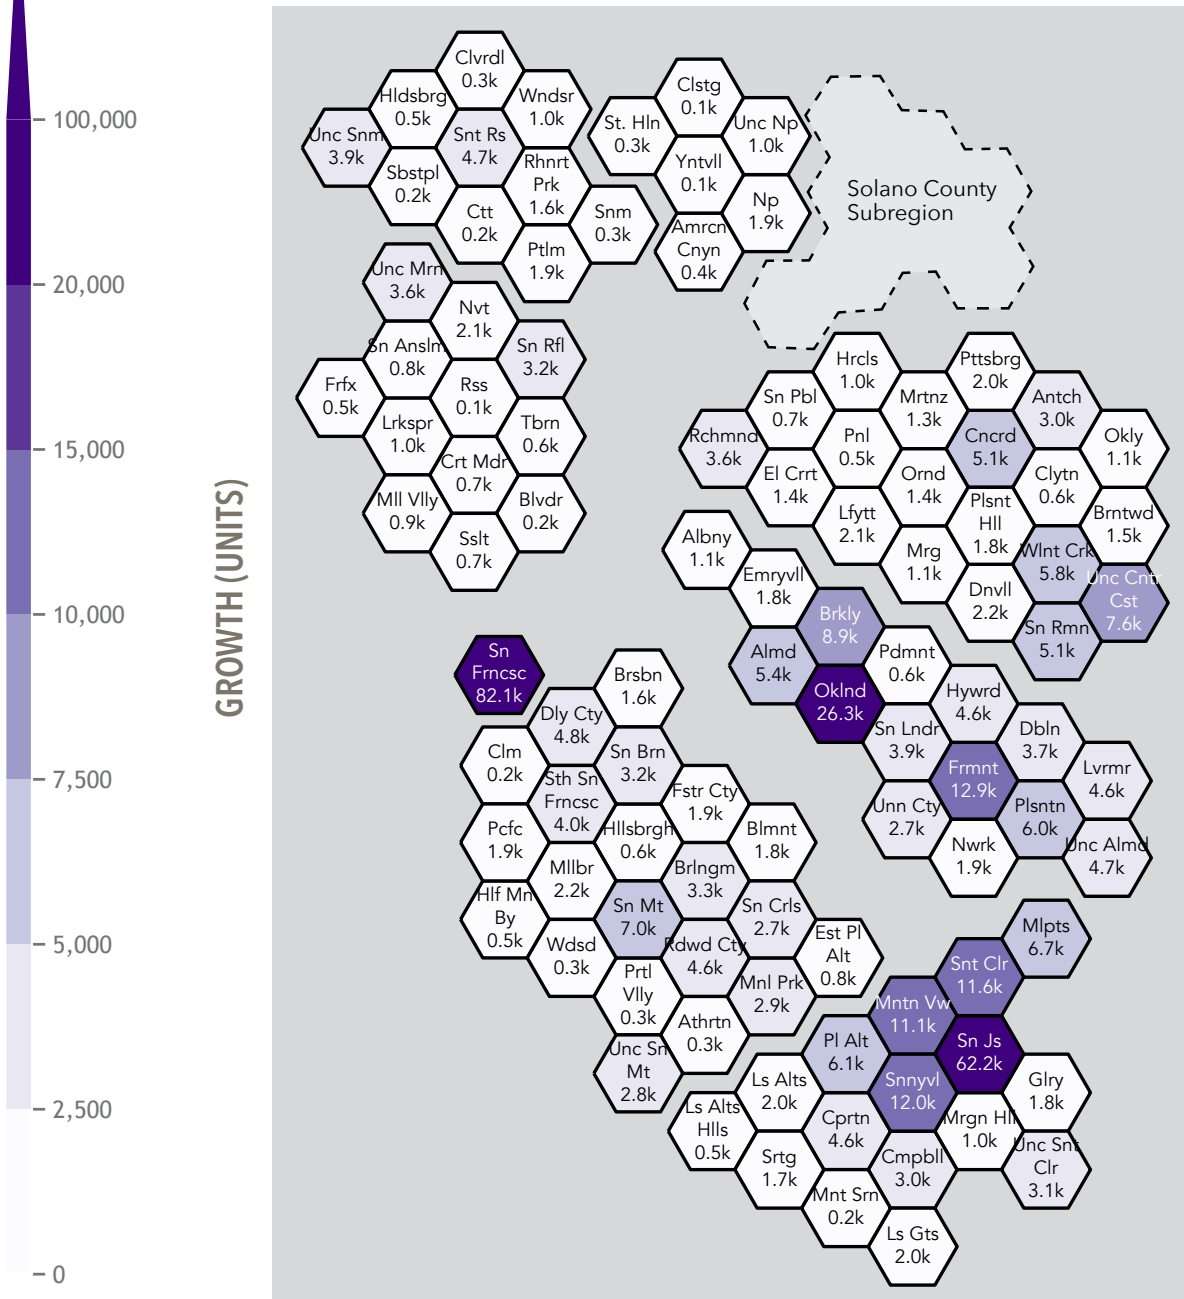 100,000
20,000
15,000
10,000
7,500
5,000
2,500
0
GROWTH (UNITS)
Clvrdl
0.3k
Hldsbrg
0.5k
Wndsr
1.0k
Unc Snm
3.9k
Snt Rs
4.7k
Sbstpl
0.2k
Rhnrt
Prk
1.6k
Ctt
0.2k
Snm
0.3k
Ptlm
1.9k
Clstg
0.1k
St. Hln
0.3k
Unc Np
1.0k
Yntvll
0.1k
Np
1.9k
Amrcn
Cnyn
0.4k
Solano County
Subregion
Unc Mrn
3.6k
Nvt
2.1k
Sn Anslm
0.8k
Sn Rfl
3.2k
Frfx
0.5k
Rss
0.1k
Lrkspr
1.0k
Tbrn
0.6k
Crt Mdr
0.7k
Mll Vlly
0.9k
Blvdr
0.2k
Sslt
0.7k
Hrcls
1.0k
Pttsbrg
2.0k
Sn Pbl
0.7k
Mrtnz
1.3k
Antch
3.0k
Rchmnd
3.6k
Pnl
0.5k
Cncrd
5.1k
Okly
1.1k
El Crrt
1.4k
Ornd
1.4k
Clytn
0.6k
Lfytt
2.1k
Plsnt
Hll
1.8k
Brntwd
1.5k
Mrg
1.1k
Wlnt Crk
5.8k
Dnvll
2.2k
Unc Cntr
Cst
7.6k
Sn Rmn
5.1k
Albny
1.1k
Emryvll
1.8k
Brkly
8.9k
Almd
5.4k
Pdmnt
0.6k
Oklnd
26.3k
Hywrd
4.6k
Sn Lndr
3.9k
Dbln
3.7k
Frmnt
12.9k
Lvrmr
4.6k
Unn Cty
2.7k
Plsntn
6.0k
Nwrk
1.9k
Unc Almd
4.7k
Sn
Frncsc
82.1k
Brsbn
1.6k
Dly Cty
4.8k
Clm
0.2k
Sn Brn
3.2k
Sth Sn
Frncsc
4.0k
Fstr Cty
1.9k
Pcfc
1.9k
Hllsbrgh
0.6k
Blmnt
1.8k
Mllbr
2.2k
Brlngm
3.3k
Hlf Mn
By
0.5k
Sn Mt
7.0k
Sn Crls
2.7k
Wdsd
0.3k
Rdwd Cty
4.6k
Est Pl
Alt
0.8k
Prtl
Vlly
0.3k
Mnl Prk
2.9k
Athrtn
0.3k
Unc Sn
Mt
2.8k
Mlpts
6.7k
Snt Clr
11.6k
Mntn Vw
11.1k
Pl Alt
6.1k
Sn Js
62.2k
Ls Alts
2.0k
Snnyvl
12.0k
Glry
1.8k
Ls Alts
Hlls
0.5k
Cprtn
4.6k
Mrgn Hll
1.0k
Srtg
1.7k
Cmpbll
3.0k
Unc Snt
Clr
3.1k
Mnt Srn
0.2k
Ls Gts
2.0k